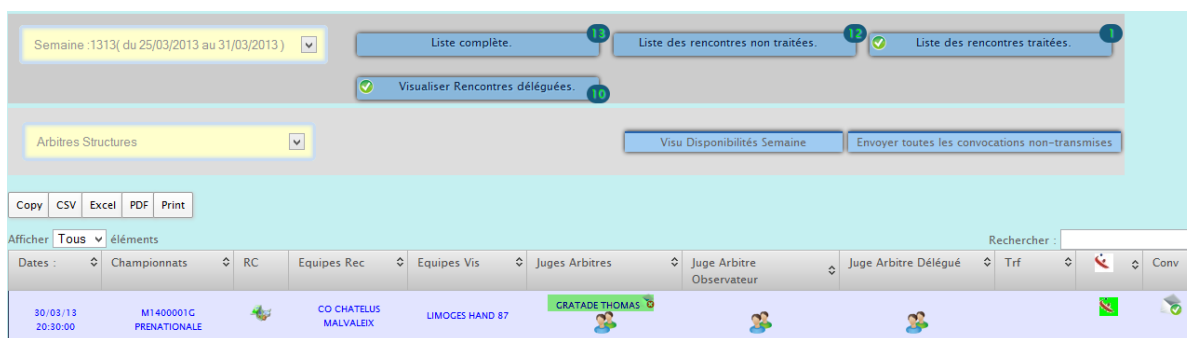 Semaine :1313( du 25/03/2013 au 31/03/2013 )
Liste complète.
13
Liste des rencontres non traitées.
12
Liste des rencontres traitées.
1
Visualiser Rencontres déléguées.
10
Arbitres Structures
Visu Disponibilités Semaine
Envoyer toutes les convocations non-transmises
Copy CSV Excel PDF Print
Afficher Tous éléments
Rechercher :
Dates : Championnats RC Equipes Rec Equipes Vis Juges Arbitres Juge Arbitre Observateur Juge Arbitre Délégué Trf Conv
30/03/13 20:30:00
M1400001G PRENATIONALE
CO CHATELUS MALVALEIX
LIMOGES HAND 87
GRATADE THOMAS